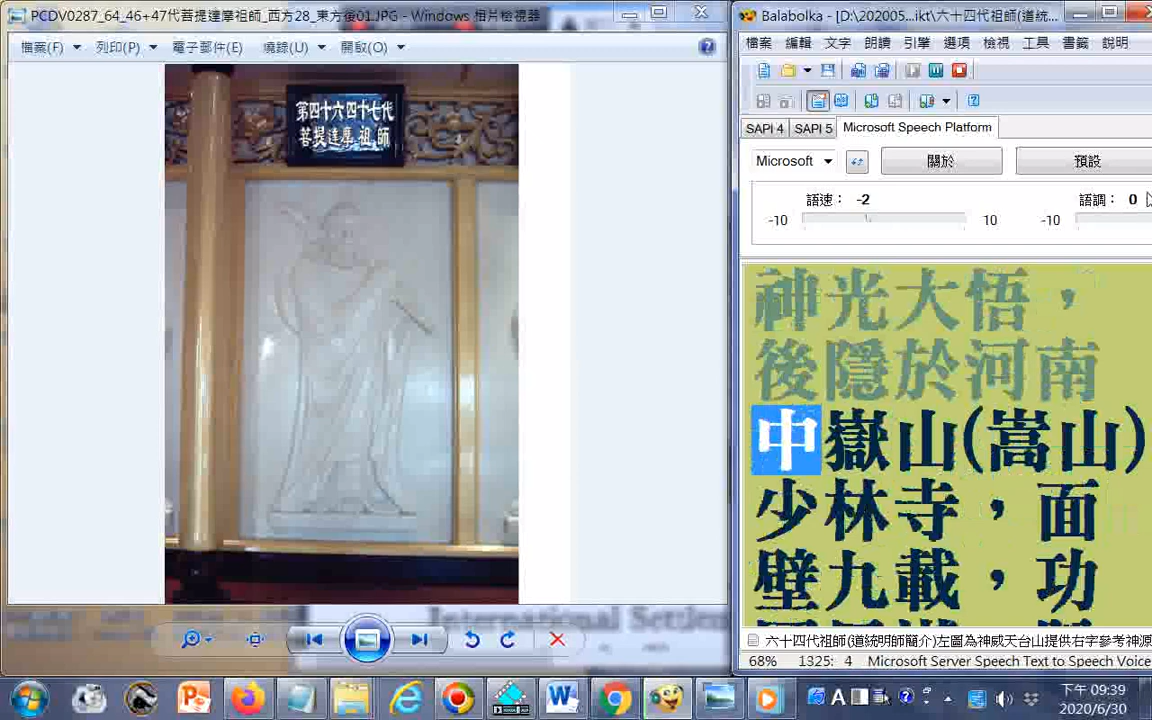 PCDV0287_64_46+47代菩提達摩祖師_西方28_東方後01.JPG - Windows 相片檢視器
檔案(F) 列印(P) 電子郵件(E) 燒錄(U) 開啟(O)
第四十六四十七代
菩提達摩祖師
International Settlem
Balabolka - [D:\202005...ikt\六十四代祖師(道統...
檔案 編輯 文字 朗讀 引擎 選項 檢視 工具 書籤 說明
SAPI 4 SAPI 5 Microsoft Speech Platform
Microsoft 關於 預設
語速： -2 語調： 0
-10 10 -10
神光大悟，
後隱於河南
中嶽山(嵩山)
少林寺，面
壁九載，功
六十四代祖師(道統明師簡介)左圖為神威天台山提供右字參考神源
68% 1325: 4 Microsoft Server Speech Text to Speech Voice
下午 09:39
2020/6/30